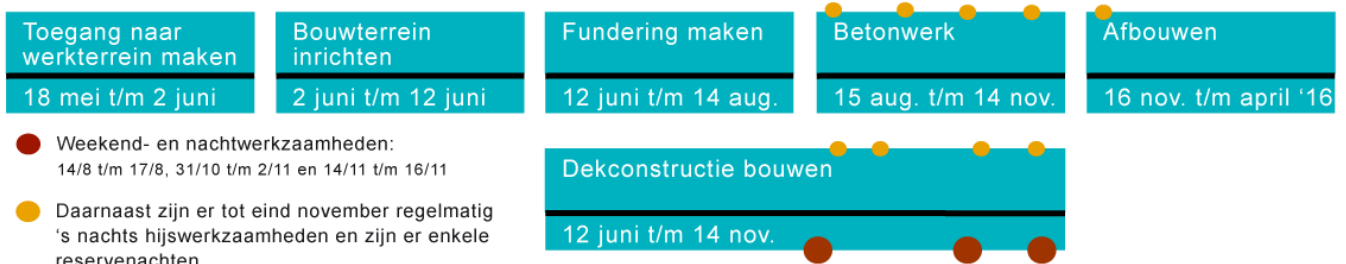 Toegang naar
werkterrein maken
18 mei t/m 2 juni
Bouwterrein
inrichten
2 juni t/m 12 juni
Fundering maken
12 juni t/m 14 aug.
Betonwerk
15 aug. t/m 14 nov.
Afbouwen
16 nov. t/m april ‘16
Weekend- en nachtwerkzaamheden:
14/8 t/m 17/8, 31/10 t/m 2/11 en 14/11 t/m 16/11
Daarnaast zijn er tot eind november regelmatig
‘s nachts hijswerkzaamheden en zijn er enkele
reservenachten
Dekconstructie bouwen
12 juni t/m 14 nov.